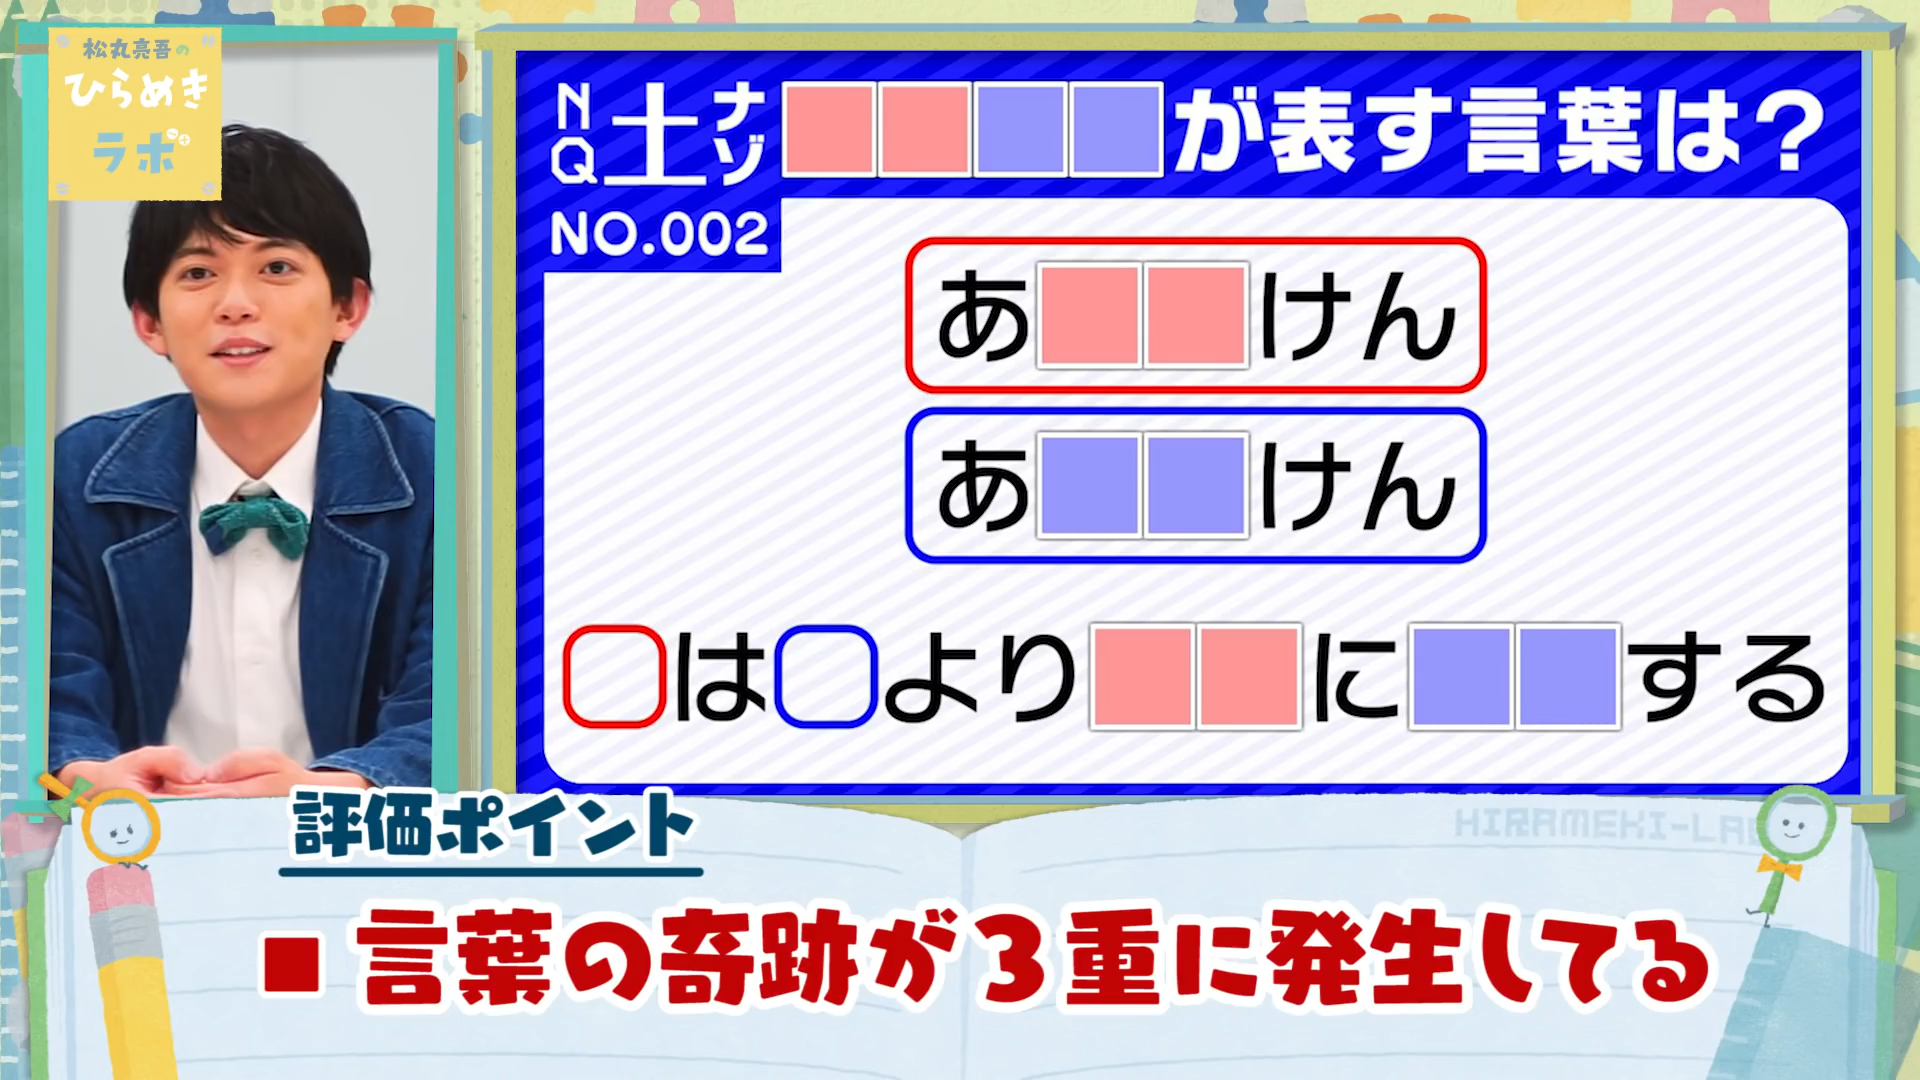 松丸亮吾の
ひらめき
ラボ
NQ 土ナゾ
が表す言葉は？
NO.002
あ
けん
あ
けん
は
より
に
する
評価ポイント
HIRAMEKI-LA
■ 言葉の奇跡が3重に発生してる